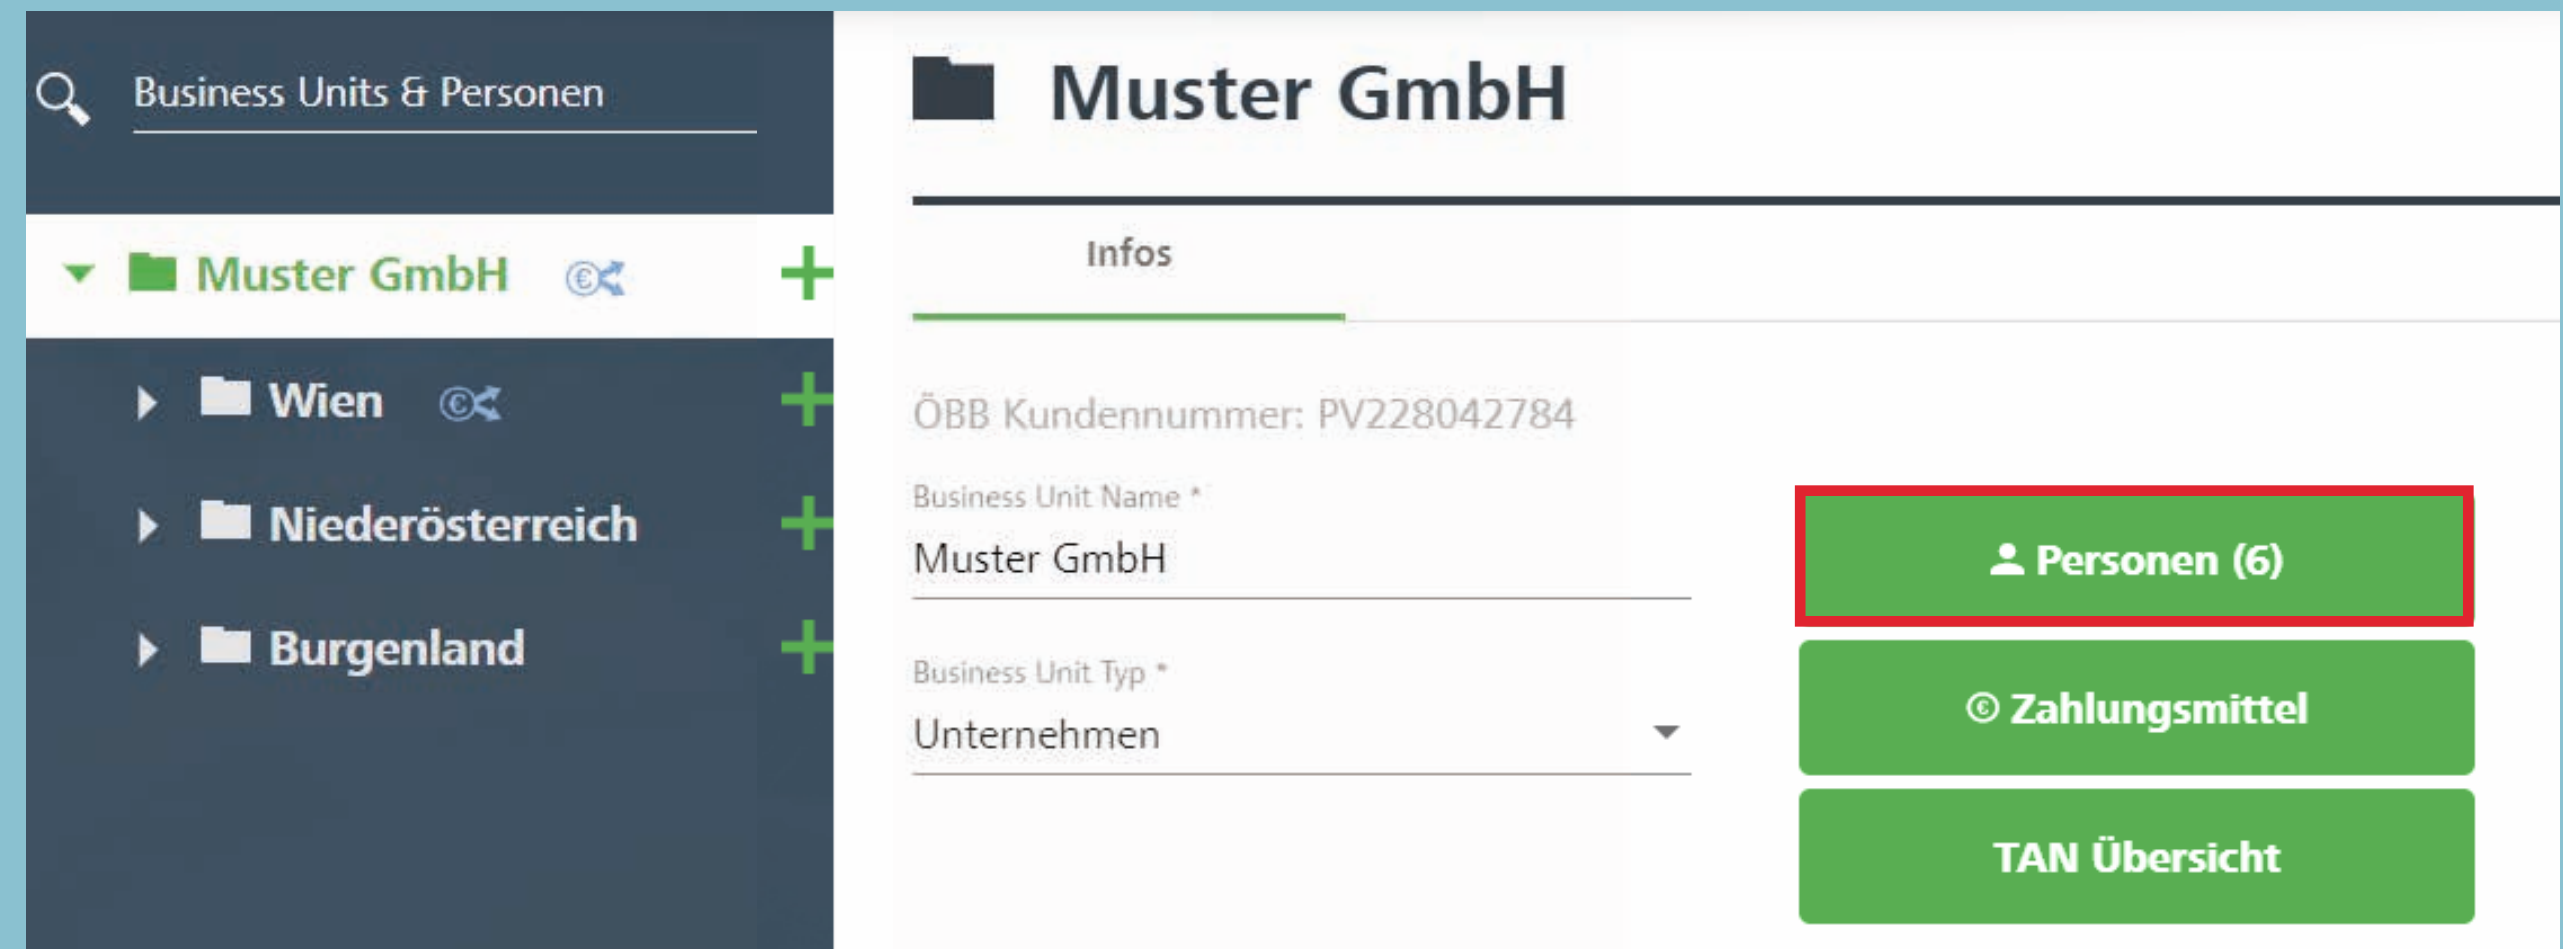 Business Units & Personen
Muster GmbH
Wien
Niederösterreich
Burgenland
Muster GmbH
Infos
ÖBB Kundennummer: PV228042784
Business Unit Name *
Muster GmbH
Business Unit Typ *
Unternehmen
Personen (6)
Zahlungsmittel
TAN Übersicht